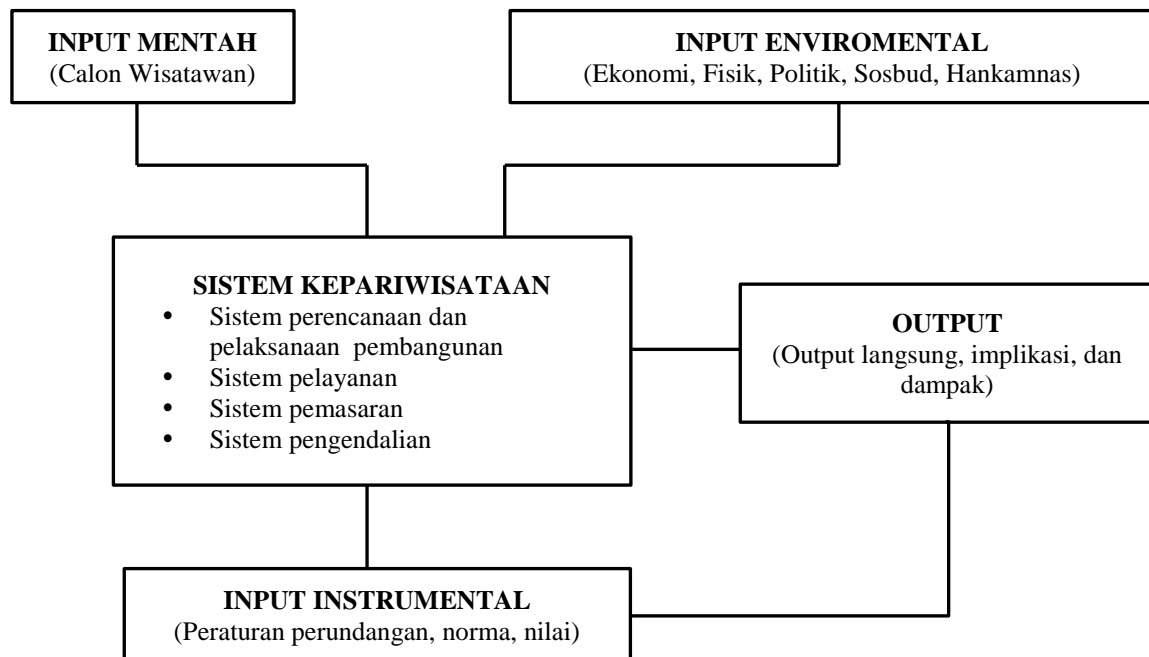 INPUT MENTAH
(Calon Wisatawan)
INPUT ENVIROMENTAL
(Ekonomi, Fisik, Politik, Sosbud, Hankamnas)
SISTEM KEPARIWISATAAN
• Sistem perencanaan dan
pelaksanaan pembangunan
• Sistem pelayanan
• Sistem pemasaran
• Sistem pengendalian
OUTPUT
(Output langsung, implikasi, dan
dampak)
INPUT INSTRUMENTAL
(Peraturan perundangan, norma, nilai)